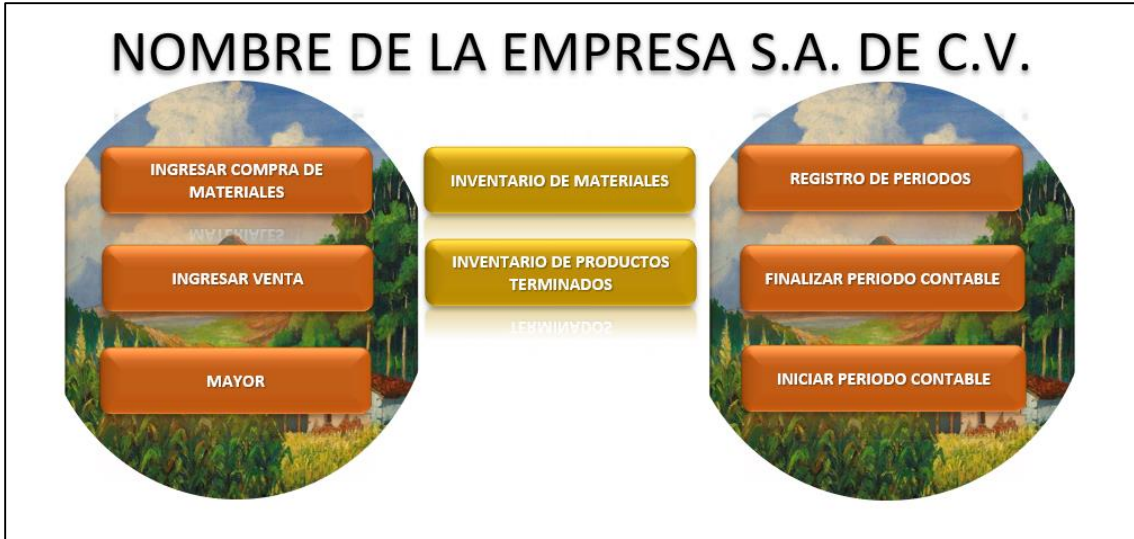 NOMBRE DE LA EMPRESA S.A. DE C.V.
INGRESAR COMPRA DE
MATERIALES
INGRESAR VENTA
MAYOR
INVENTARIO DE MATERIALES
INVENTARIO DE PRODUCTOS
TERMINADOS
REGISTRO DE PERIODOS
FINALIZAR PERIODO CONTABLE
INICIAR PERIODO CONTABLE